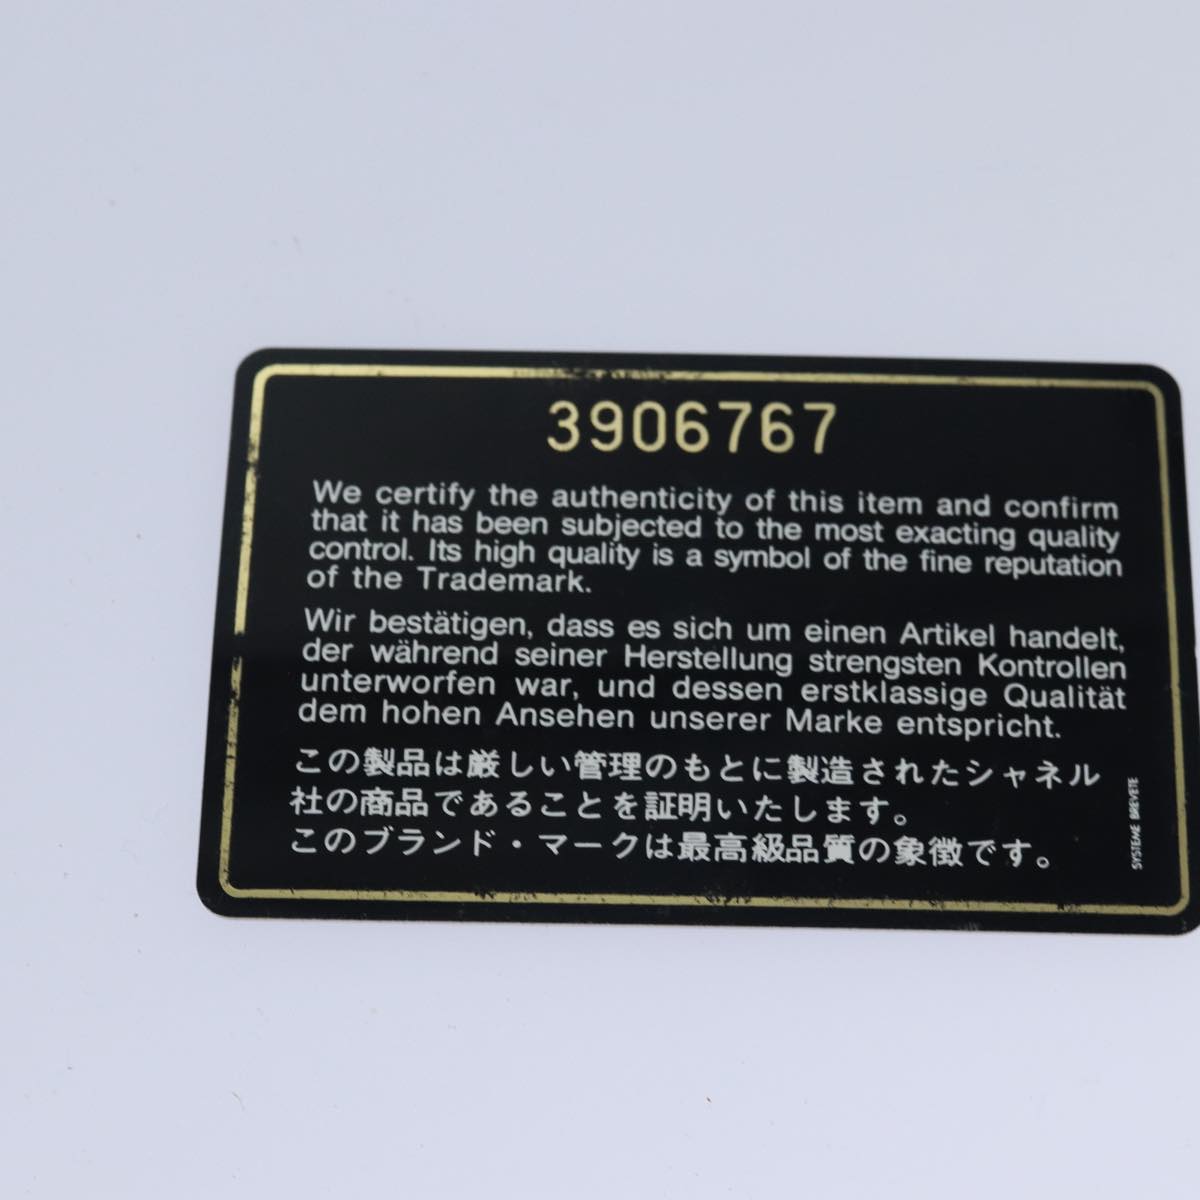 3906767
We certify the authenticity of this item and confirm
that it has been subjected to the most exacting quality
control. Its high quality is a symbol of the fine reputation
of the Trademark.
Wir bestätigen, dass es sich um einen Artikel handelt,
der während seiner Herstellung strengsten Kontrollen
unterworfen war, und dessen erstklassige Qualität
dem hohen Ansehen unserer Marke entspricht.
この製品は厳しい管理のもとに製造されたシャネル
社の商品であることを証明いたします。
このブランド・マークは最高級品質の象徴です。
SYSTEME BREVETE